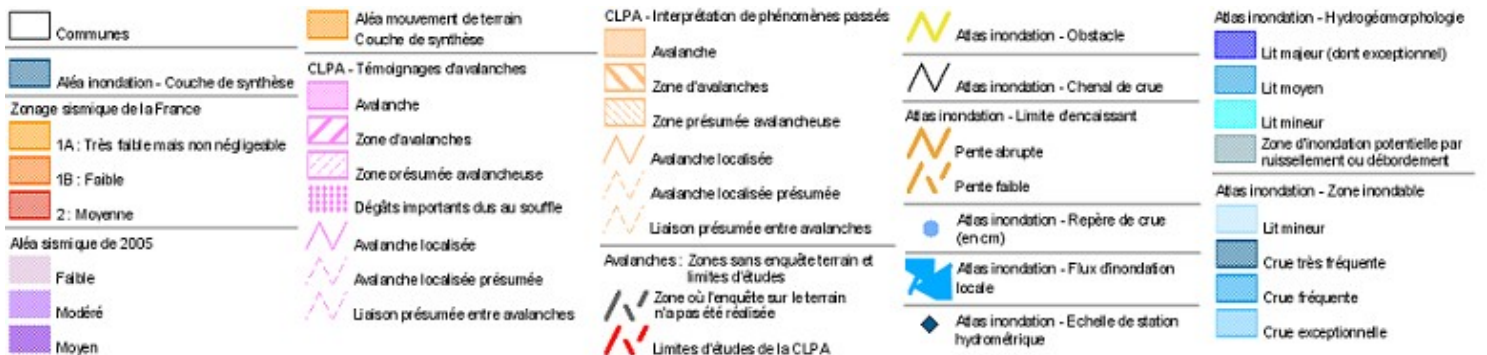 Communes
Aléa inondation - Couche de synthèse
Zonage sismique de la France
1A : Très faible mais non négligeable
1B : Faible
2 : Moyenne
Aléa sismique de 2005
Faible
Modéré
Moyen
Aléa mouvement de terrain
Couche de synthèse
CLPA - Témoignages d'avalanches
Avalanche
Zone d'avalanches
Zone orésumée avalancheuse
Dégâts importants dus au souffle
Avalanche localisée
Avalanche localisée présumée
Liaison présumée entre avalanches
CLPA - Interprétation de phénomènes passés
Avalanche
Zone d'avalanches
Zone présumée avalancheuse
Avalanche localisée
Avalanche localisée présumée
Liaison présumée entre avalanches
Avalanches : Zones sans enquête terrain et
limites d'études
Zone où l'enquête sur le terrain
n'a pas été réalisée
Limites d'études de la CLPA
Atlas inondation - Obstacle
Atlas inondation - Chenal de crue
Atlas inondation - Limite d'encaissant
Pente abrupte
Pente faible
Atlas inondation - Repère de crue
(en cm)
Atlas inondation - Flux d'inondation
locale
Atlas inondation - Echelle de station
hydrométrique
Atlas inondation - Hydrogéomorphologie
Lit majeur (dont exceptionnel)
Lit moyen
Lit mineur
Zone d'inondation potentielle par
ruissellement ou débordement
Atlas inondation - Zone inondable
Lit mineur
Crue très fréquente
Crue fréquente
Crue exceptionnelle